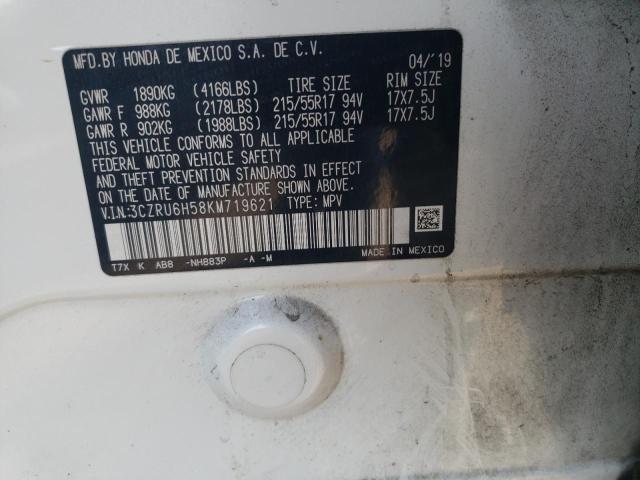 MFD. BY HONDA DE MEXICO S.A. DE C.V. 04/'19
GVWR 1890KG (4166LBS) TIRE SIZE RIM SIZE
GAWR F 988KG (2178LBS) 215/55R17 94V 17X7.5J
GAWR R 902KG (1988LBS) 215/55R17 94V 17X7.5J
THIS VEHICLE CONFORMS TO ALL APPLICABLE
FEDERAL MOTOR VEHICLE SAFETY
AND THEFT PREVENTION STANDARDS IN EFFECT
ON THE DATE OF MANUFACTURE SHOWN ABOVE.
V.I.N.:3CZRU6H58KM719621 TYPE: MPV
T7X K AB8 -NH883P -A -M MADE IN MEXICO